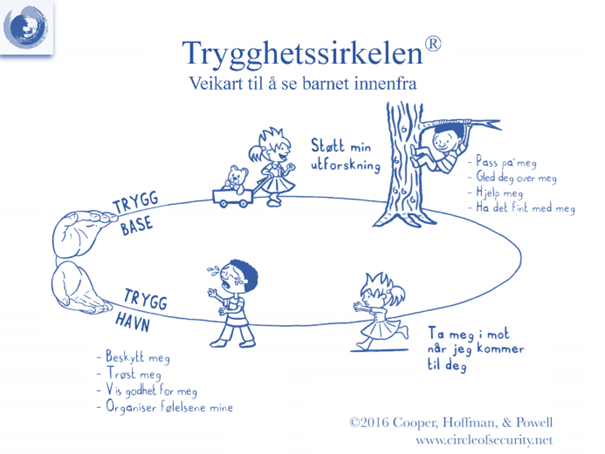 Trygghetssirkelen®
Veikart til å se barnet innenfra
Støtt min
utforskning
- Pass på meg
- Gled deg over meg
- Hjelp meg
- Ha det fint med meg
TRYGG
BASE
TRYGG
HAVN
- Beskytt meg
- Trøst meg
- Vis godhet for meg
- Organiser følelsene mine
Ta meg i mot
når jeg kommer
til deg
©2016 Cooper, Hoffman, & Powell
www.circleofsecurity.net